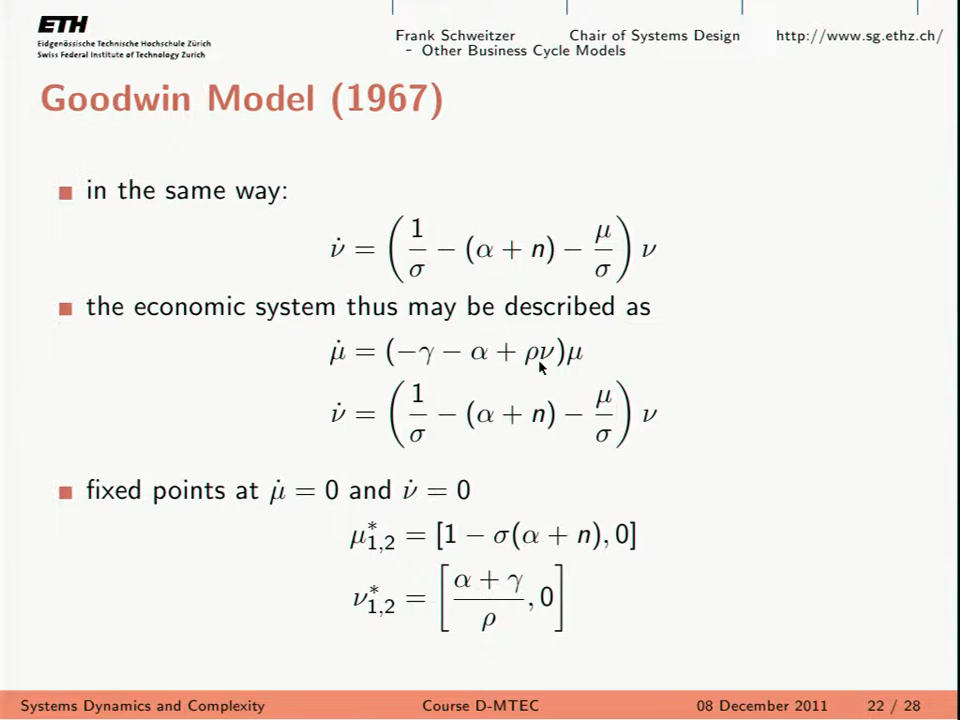 ETH
Eidgenössische Technische Hochschule Zürich
Swiss Federal Institute of Technology Zurich
Frank Schweitzer Chair of Systems Design http://www.sg.ethz.ch/
- Other Business Cycle Models
Goodwin Model (1967)
in the same way:
ν̇ = (1/σ − (α + n) − μ/σ) ν
the economic system thus may be described as
μ̇ = (−γ − α + ρν)μ
ν̇ = (1/σ − (α + n) − μ/σ) ν
fixed points at μ̇ = 0 and ν̇ = 0
μ*₁,₂ = [1 − σ(α + n), 0]
ν*₁,₂ = [(α + γ)/ρ, 0]
Systems Dynamics and Complexity Course D-MTEC 08 December 2011 22 / 28